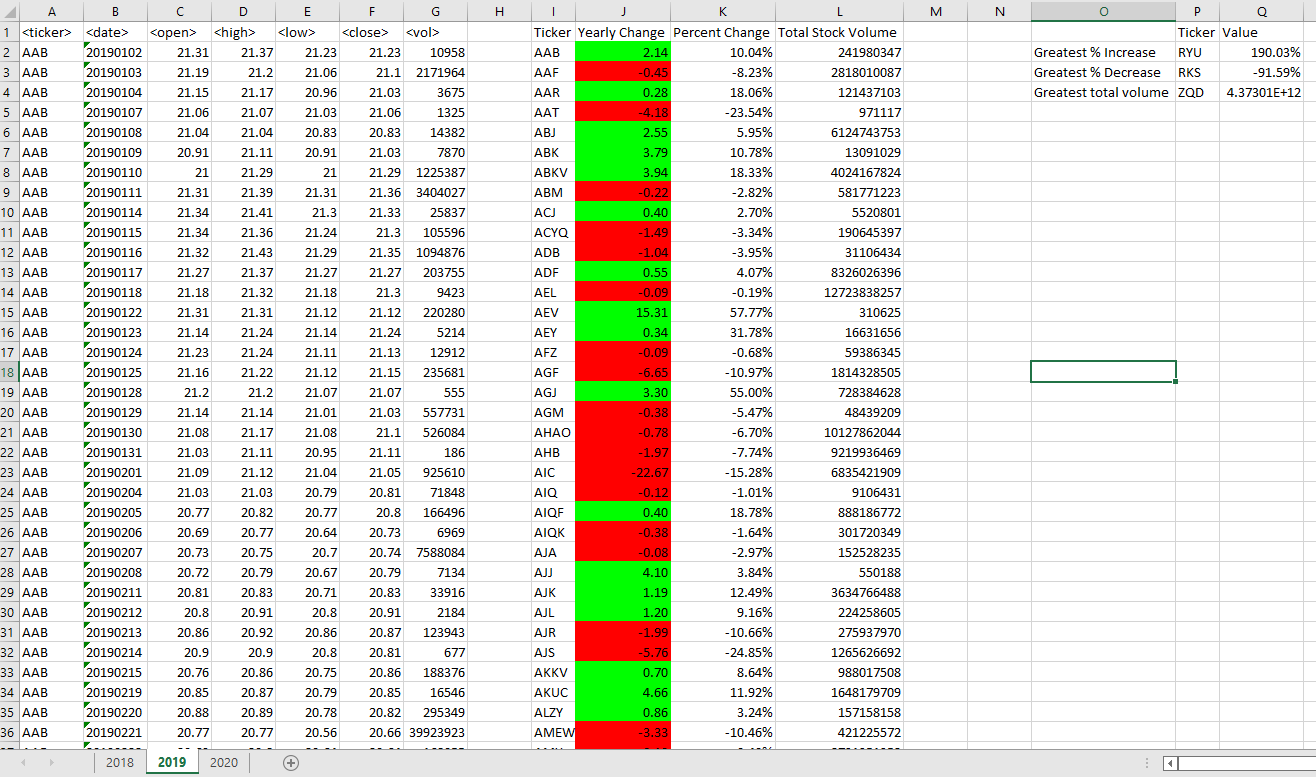 A B C D E F G H I J K L M N O P Q
1 <ticker> <date> <open> <high> <low> <close> <vol> Ticker Yearly Change Percent Change Total Stock Volume Ticker Value
2 AAB 20190102 21.31 21.37 21.23 21.23 10958 AAB 2.14 10.04% 241980347 Greatest % Increase RYU 190.03%
3 AAB 20190103 21.19 21.2 21.06 21.1 2171964 AAF -0.45 -8.23% 2818010087 Greatest % Decrease RKS -91.59%
4 AAB 20190104 21.15 21.17 20.96 21.03 3675 AAR 0.28 18.06% 121437103 Greatest total volume ZQD 4.37301E+12
5 AAB 20190107 21.06 21.07 21.03 21.06 1325 AAT -4.18 -23.54% 971117
6 AAB 20190108 21.04 21.04 20.83 20.83 14382 ABJ 2.55 5.95% 6124743753
7 AAB 20190109 20.91 21.11 20.91 21.03 7870 ABK 3.79 10.78% 13091029
8 AAB 20190110 21 21.29 21 21.29 1225387 ABKV 3.94 18.33% 4024167824
9 AAB 20190111 21.31 21.39 21.31 21.36 3404027 ABM -0.22 -2.82% 581771223
10 AAB 20190114 21.34 21.41 21.3 21.33 25837 ACJ 0.40 2.70% 5520801
11 AAB 20190115 21.34 21.36 21.24 21.3 105596 ACYQ -1.49 -3.34% 190645397
12 AAB 20190116 21.32 21.43 21.29 21.35 1094876 ADB -1.04 -3.95% 31106434
13 AAB 20190117 21.27 21.37 21.27 21.27 203755 ADF 0.55 4.07% 8326026396
14 AAB 20190118 21.18 21.32 21.18 21.3 9423 AEL -0.09 -0.19% 12723838257
15 AAB 20190122 21.31 21.31 21.12 21.12 220280 AEV 15.31 57.77% 310625
16 AAB 20190123 21.14 21.24 21.14 21.24 5214 AEY 0.34 31.78% 16631656
17 AAB 20190124 21.23 21.24 21.11 21.13 12912 AFZ -0.09 -0.68% 59386345
18 AAB 20190125 21.16 21.22 21.12 21.15 235681 AGF -6.65 -10.97% 1814328505
19 AAB 20190128 21.2 21.2 21.07 21.07 555 AGJ 3.30 55.00% 728384628
20 AAB 20190129 21.14 21.14 21.01 21.03 557731 AGM -0.38 -5.47% 48439209
21 AAB 20190130 21.08 21.17 21.08 21.1 526084 AHAO -0.78 -6.70% 10127862044
22 AAB 20190131 21.03 21.11 20.95 21.11 186 AHB -1.97 -7.74% 9219936469
23 AAB 20190201 21.09 21.12 21.04 21.05 925610 AIC -22.67 -15.28% 6835421909
24 AAB 20190204 21.03 21.03 20.79 20.81 71848 AIQ -0.12 -1.01% 9106431
25 AAB 20190205 20.77 20.82 20.77 20.8 166496 AIQF 0.40 18.78% 888186772
26 AAB 20190206 20.69 20.77 20.64 20.73 6969 AIQK -0.38 -1.64% 301720349
27 AAB 20190207 20.73 20.75 20.7 20.74 7588084 AJA -0.08 -2.97% 152528235
28 AAB 20190208 20.72 20.79 20.67 20.79 7134 AJJ 4.10 3.84% 550188
29 AAB 20190211 20.81 20.83 20.71 20.83 33916 AJK 1.19 12.49% 3634766488
30 AAB 20190212 20.8 20.91 20.8 20.91 2184 AJL 1.20 9.16% 224258605
31 AAB 20190213 20.86 20.92 20.86 20.87 123943 AJR -1.99 -10.66% 275937970
32 AAB 20190214 20.9 20.9 20.8 20.81 677 AJS -5.76 -24.85% 1265626692
33 AAB 20190215 20.76 20.86 20.75 20.86 188376 AKKV 0.70 8.64% 988017508
34 AAB 20190219 20.85 20.87 20.79 20.85 16546 AKUC 4.66 11.92% 1648179709
35 AAB 20190220 20.88 20.89 20.78 20.82 295349 ALZY 0.86 3.24% 157158158
36 AAB 20190221 20.77 20.77 20.56 20.66 39923923 AMEW -3.33 -10.46% 421225572
2018 2019 2020